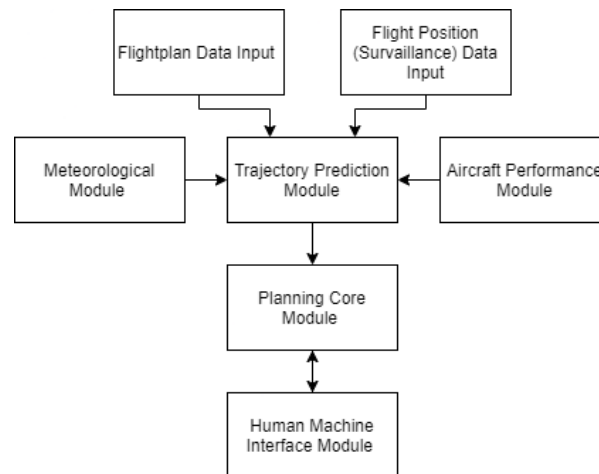 Flightplan Data Input
Flight Position
(Survaillance) Data
Input
Meteorological
Module
Trajectory Prediction
Module
Aircraft Performance
Module
Planning Core
Module
Human Machine
Interface Module